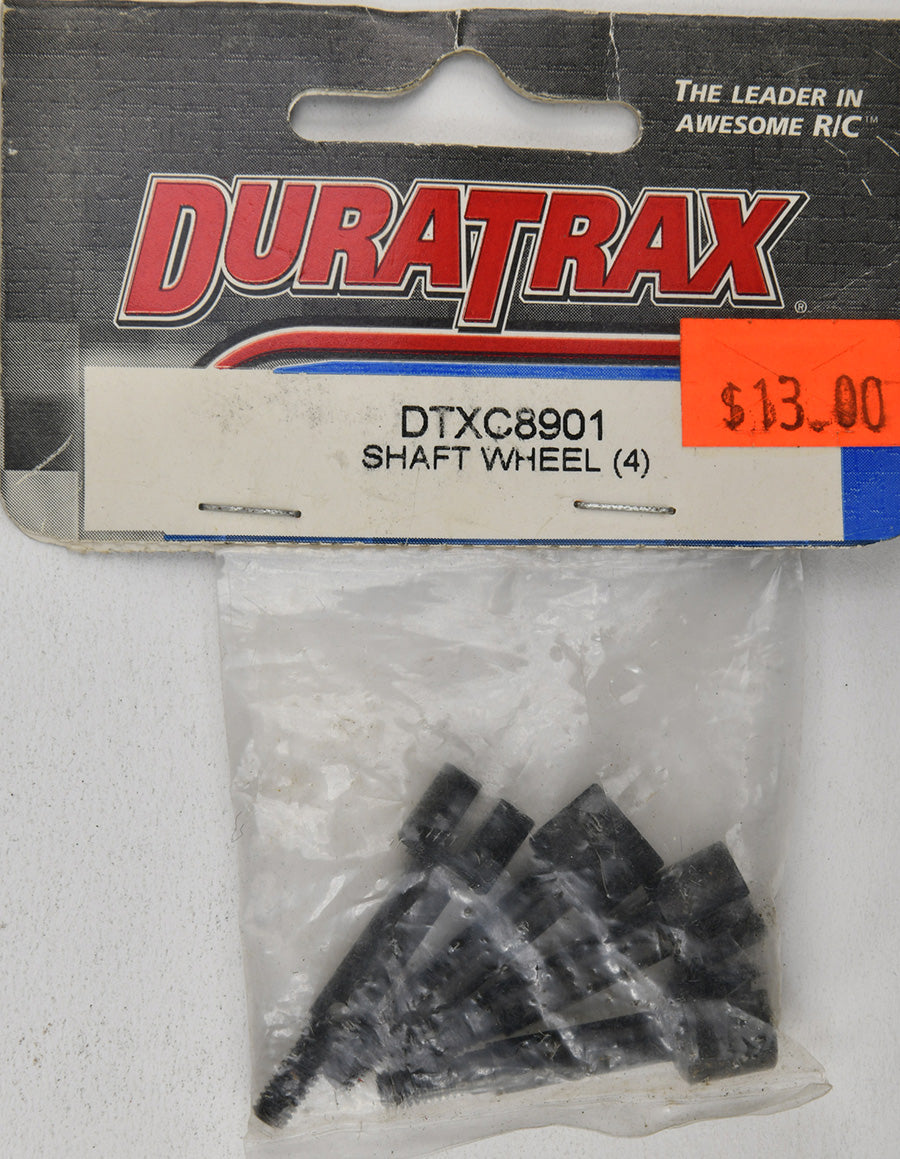 THE LEADER IN
AWESOME R/C™
DURATRAX®
$13.00
DTXC8901
SHAFT WHEEL (4)